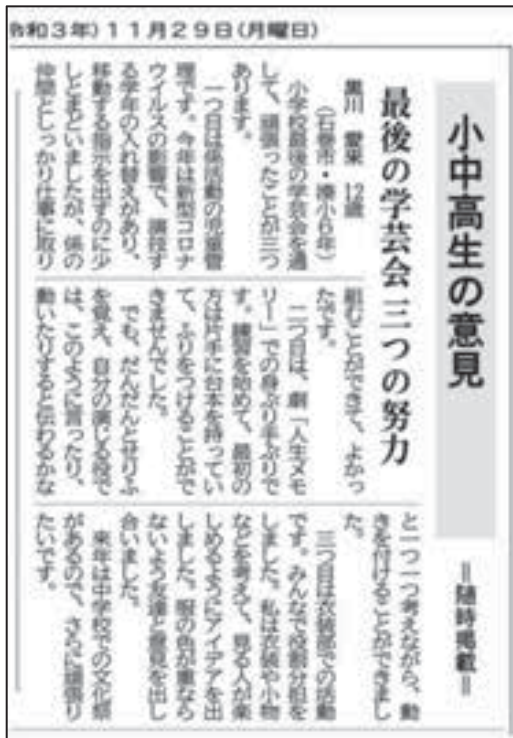 令和3年)11月29日(月曜日)
小中高生の意見
=随時掲載=
最後の学芸会 三つの努力
黒川 愛來 12歳
(石巻市・湊小6年)
小学校最後の学芸会を通
して、頑張ったことが三つ
あります。
一つ目は係活動の児童管
理です。今年は新型コロナ
ウイルスの影響で、演技す
る学年の入れ替えがあり、
移動する指示を出すのに少
しとまどいましたが、係の
仲間としっかり仕事に取り
組むことができて、よかっ
たです。
二つ目は、劇「人生メモ
リー」での身ぶり手ぶりで
す。練習を始めて、最初の
方は片手に台本を持ってい
て、ふりをつけることがで
きませんでした。
でも、だんだんとせりふ
を覚え、自分の演じる役で
は、このように言ったり、
動いたりすると伝わるかな
と一つ一つ考えながら、動
きを付けることができまし
た。
三つ目は衣装部での活動
です。みんなで役割分担を
しました。私は衣装や小物
などを考えて、見る人が楽
しめるようにアイデアを出
しました。服の色が重なら
ないよう友達と意見を出し
合いました。
来年は中学校での文化祭
があるので、さらに頑張り
たいです。